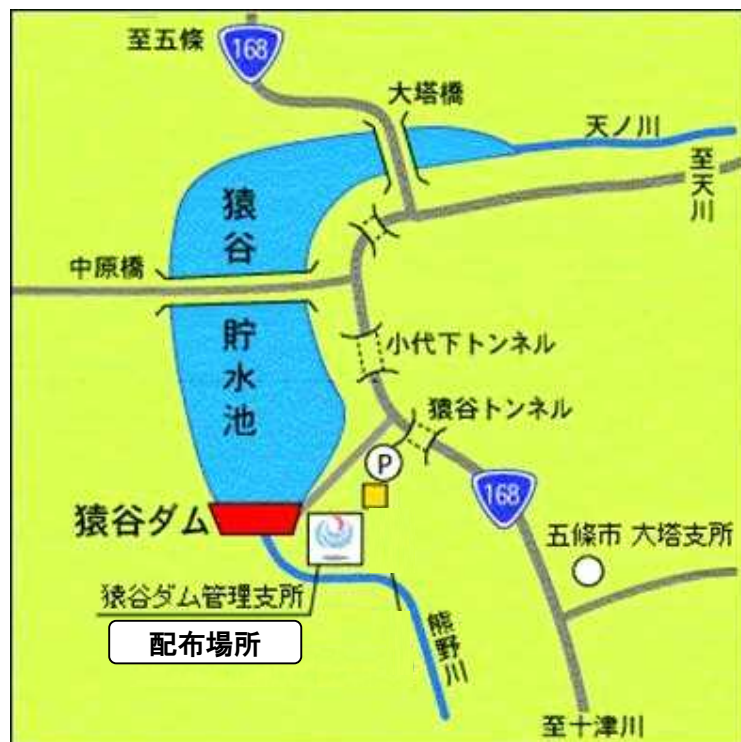 至五條
168
大塔橋
天ノ川
至天川
猿谷
中原橋
貯水池
小代下トンネル
猿谷トンネル
P
168
猿谷ダム
五條市 大塔支所
猿谷ダム管理支所
配布場所
熊野川
至十津川